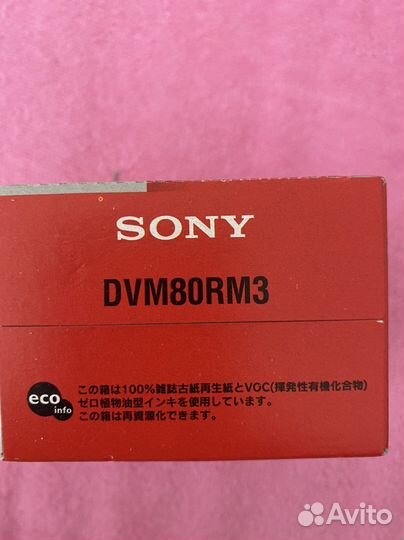 SONY
DVM80RM3
eco
info
この箱は100%雑誌古紙再生紙とVGC(揮発性有機化合物)
ゼロ植物油型インキを使用しています。
この箱は再資源化できます。
Avito